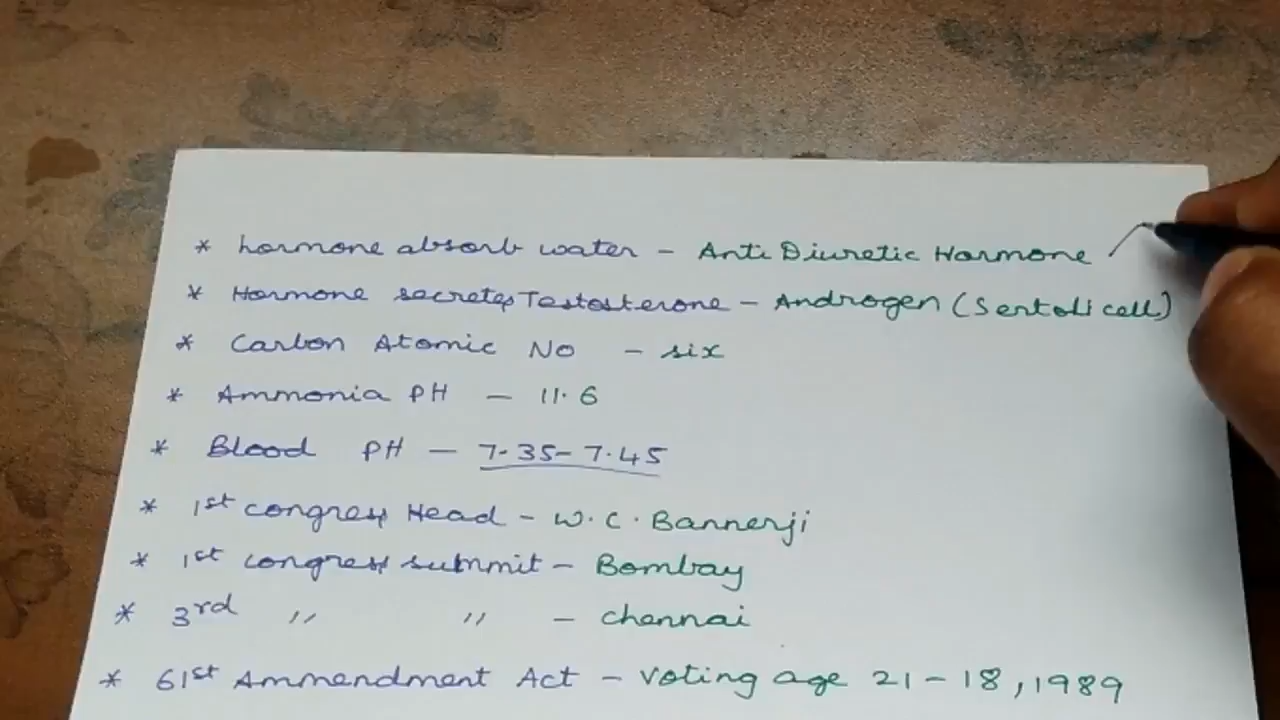 * hormone absorb water - Anti Diuretic Hormone
* Hormone secretes Testosterone - Androgen (Sertoli cell)
* Carbon Atomic No - six
* Ammonia PH - 11.6
* Blood PH - 7.35-7.45
* 1st congress Head - W.C. Bannerji
* 1st congress summit - Bombay
* 3rd " " - chennai
* 61st Ammendment Act - voting age 21-18, 1989